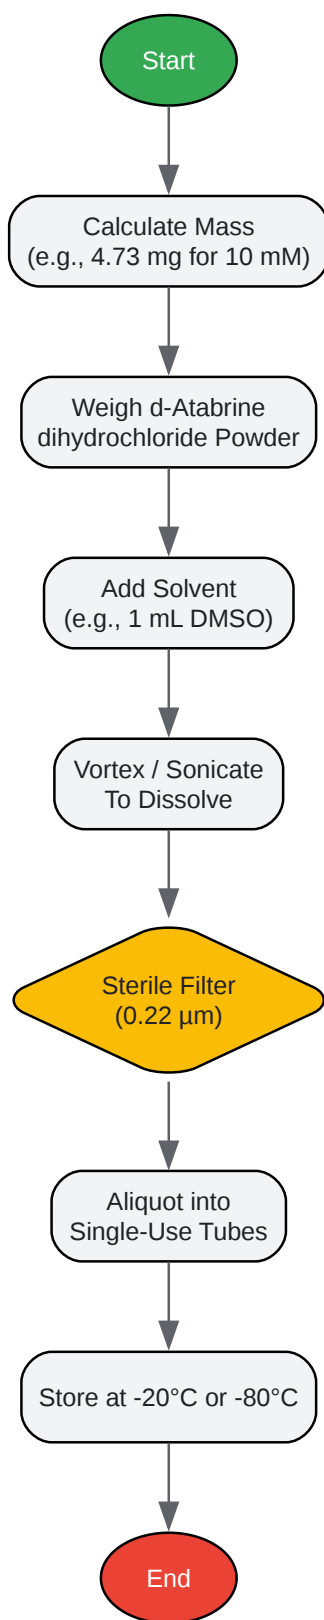 Start
Calculate Mass
(e.g., 4.73 mg for 10 mM)
Weigh d-Atabrine
dihydrochloride Powder
Add Solvent
(e.g., 1 mL DMSO)
Vortex / Sonicate
To Dissolve
Sterile Filter
(0.22 µm)
Aliquot into
Single-Use Tubes
Store at -20°C or -80°C
End